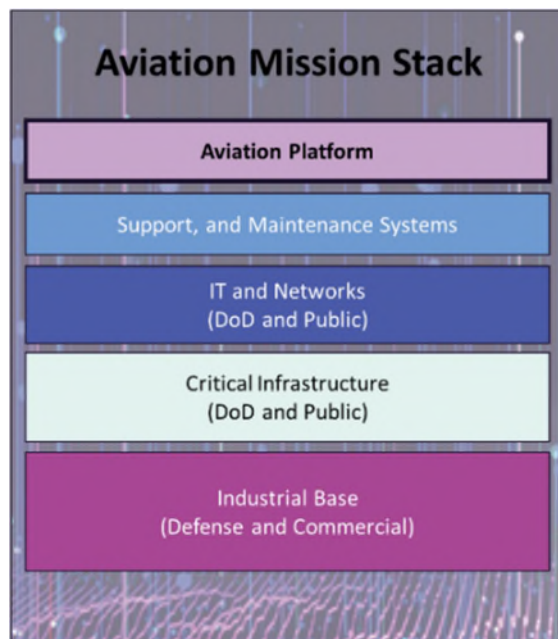 Aviation Mission Stack
Aviation Platform
Support, and Maintenance Systems
IT and Networks
(DoD and Public)
Critical Infrastructure
(DoD and Public)
Industrial Base
(Defense and Commercial)